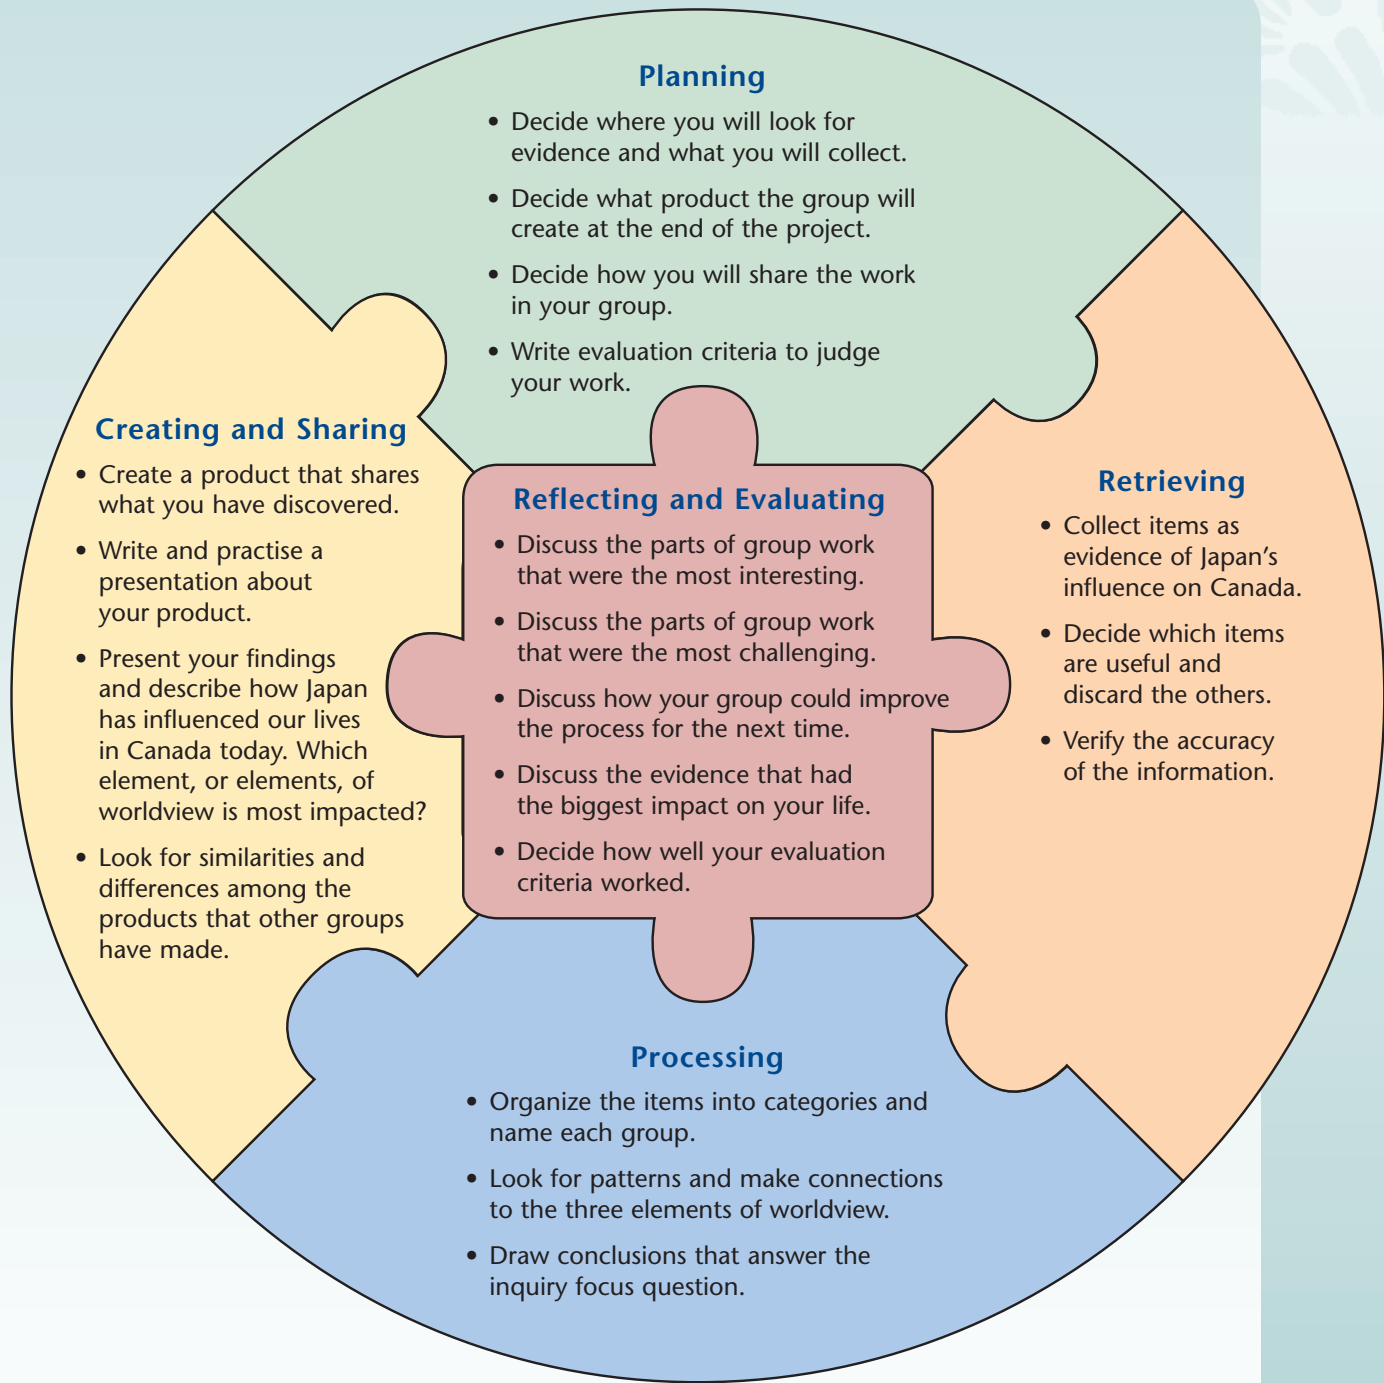 Planning
• Decide where you will look for
evidence and what you will collect.
• Decide what product the group will
create at the end of the project.
• Decide how you will share the work
in your group.
• Write evaluation criteria to judge
your work.
Retrieving
• Collect items as
evidence of Japan’s
influence on Canada.
• Decide which items
are useful and
discard the others.
• Verify the accuracy
of the information.
Processing
• Organize the items into categories and
name each group.
• Look for patterns and make connections
to the three elements of worldview.
• Draw conclusions that answer the
inquiry focus question.
Creating and Sharing
• Create a product that shares
what you have discovered.
• Write and practise a
presentation about
your product.
• Present your findings
and describe how Japan
has influenced our lives
in Canada today. Which
element, or elements, of
worldview is most impacted?
• Look for similarities and
differences among the
products that other groups
have made.
Reflecting and Evaluating
• Discuss the parts of group work
that were the most interesting.
• Discuss the parts of group work
that were the most challenging.
• Discuss how your group could improve
the process for the next time.
• Discuss the evidence that had
the biggest impact on your life.
• Decide how well your evaluation
criteria worked.